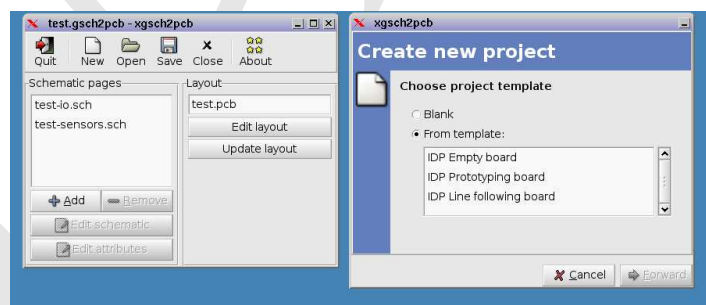 test.gsch2pcb - xgsch2pcb
Quit New Open Save Close About
Schematic pages
test-io.sch
test-sensors.sch
Add Remove
Edit schematic
Edit attributes
Layout
test.pcb
Edit layout
Update layout
xgsch2pcb
Create new project
Choose project template
Blank
From template:
IDP Empty board
IDP Prototyping board
IDP Line following board
Cancel Forward